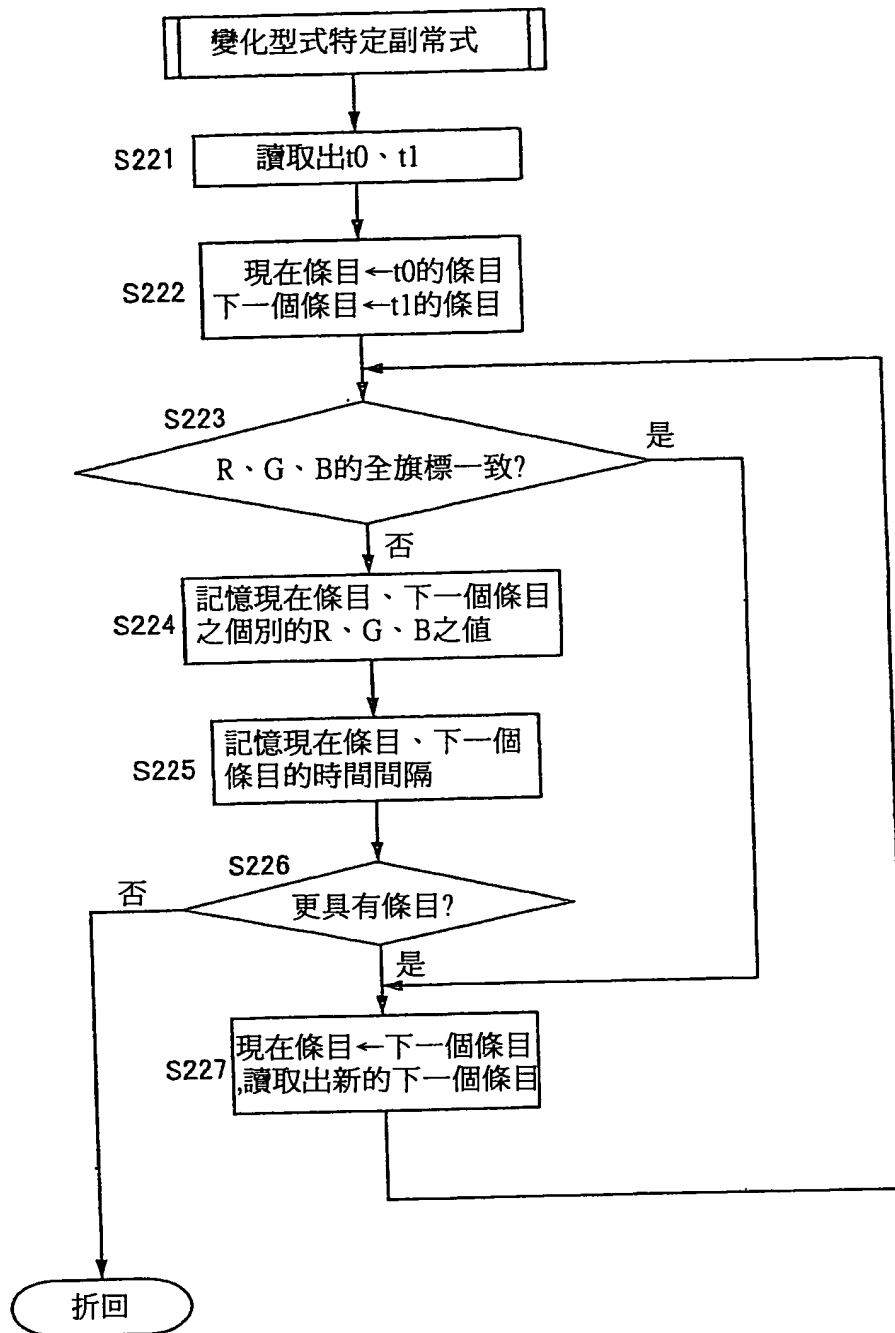 變化型式特定副常式
S221
讀取出t0、t1
S222
現在條目←t0的條目
下一個條目←t1的條目
S223
是
R、G、B的全旗標一致?
否
S224
記憶現在條目、下一個條目
之個別的R、G、B之值
S225
記憶現在條目、下一個
條目的時間間隔
S226
否
更具有條目?
是
S227
現在條目←下一個條目
,讀取出新的下一個條目
折回